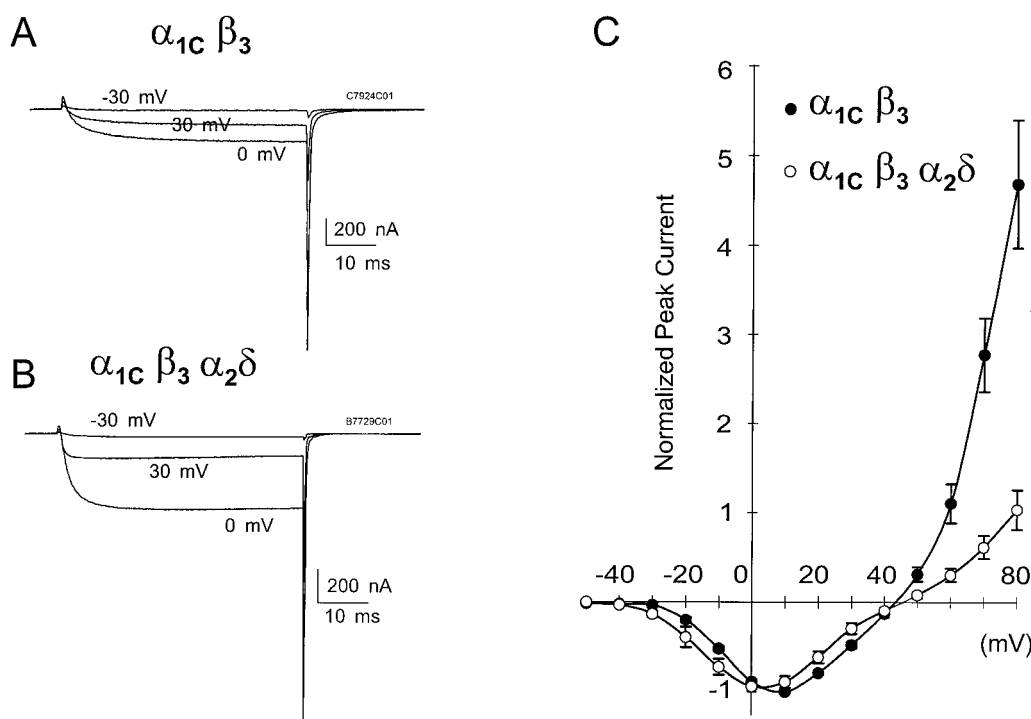 A
α1C β3
-30 mV
C7924C01
30 mV
0 mV
200 nA
10 ms
B
α1C β3 α2δ
-30 mV
B7729C01
30 mV
0 mV
200 nA
10 ms
C
6
5
4
3
2
1
-1
Normalized Peak Current
α1C β3
α1C β3 α2δ
-40 -20 0 20 40 80
(mV)